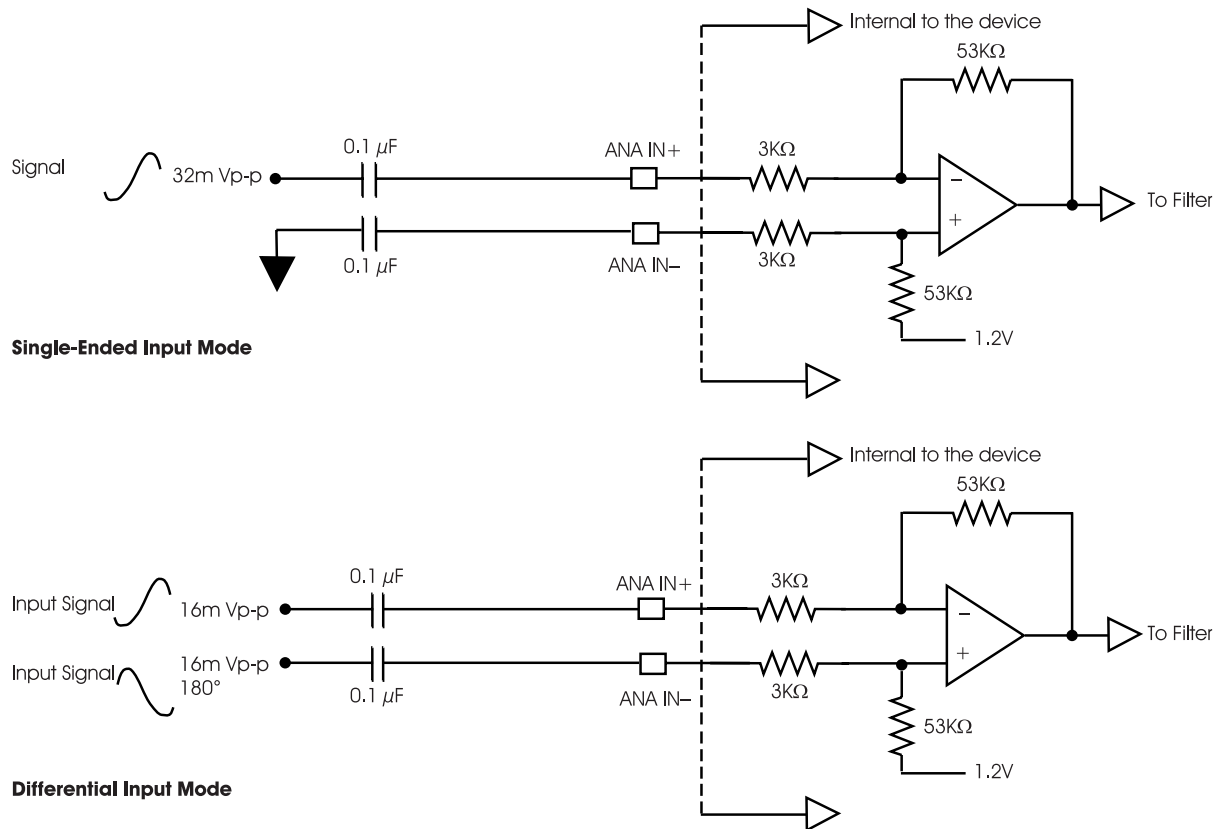 Internal to the device
53KΩ
0.1 µF
ANA IN+
3KΩ
Signal
32m Vp-p
−
To Filter
+
0.1 µF
ANA IN−
3KΩ
53KΩ
Single-Ended Input Mode
1.2V
Internal to the device
53KΩ
0.1 µF
ANA IN+
3KΩ
Input Signal
16m Vp-p
−
To Filter
Input Signal
16m Vp-p
180°
+
0.1 µF
ANA IN−
3KΩ
53KΩ
1.2V
Differential Input Mode